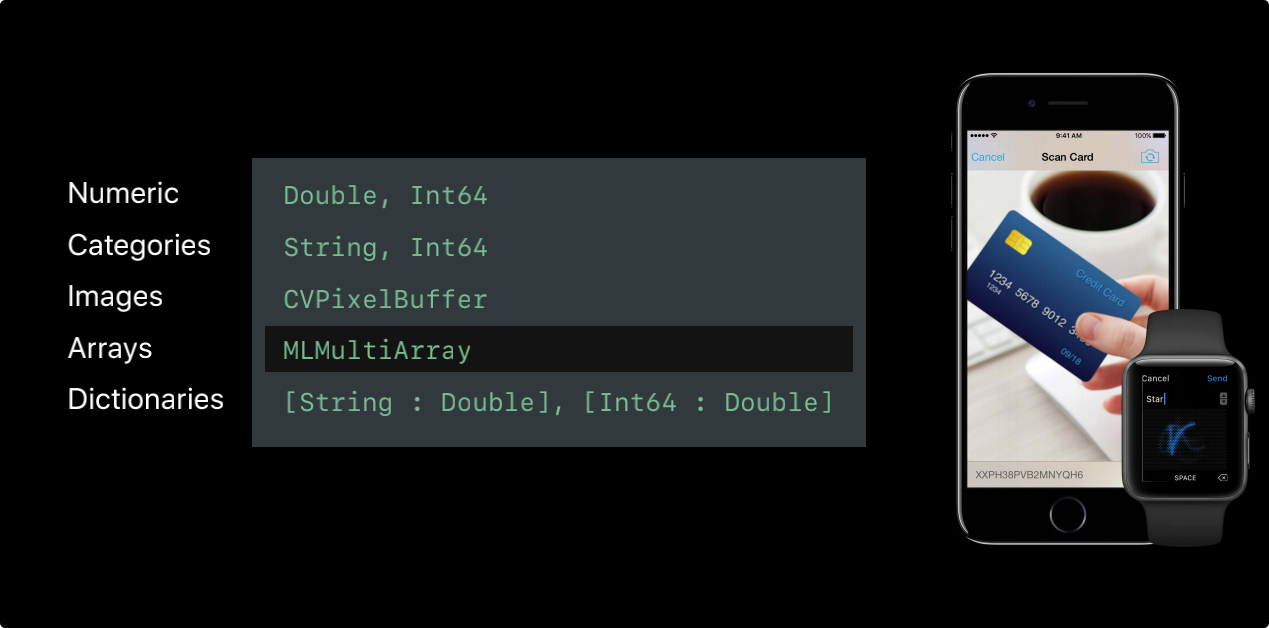 Numeric
Double, Int64
Categories
String, Int64
Images
CVPixelBuffer
Arrays
MLMultiArray
Dictionaries
[String : Double], [Int64 : Double]
9:41 AM
100%
Cancel
Scan Card
Credit Card
1234 5678 9012
1234
09/18
XXPH38PVB2MNYQH6
Cancel
Send
Star
SPACE